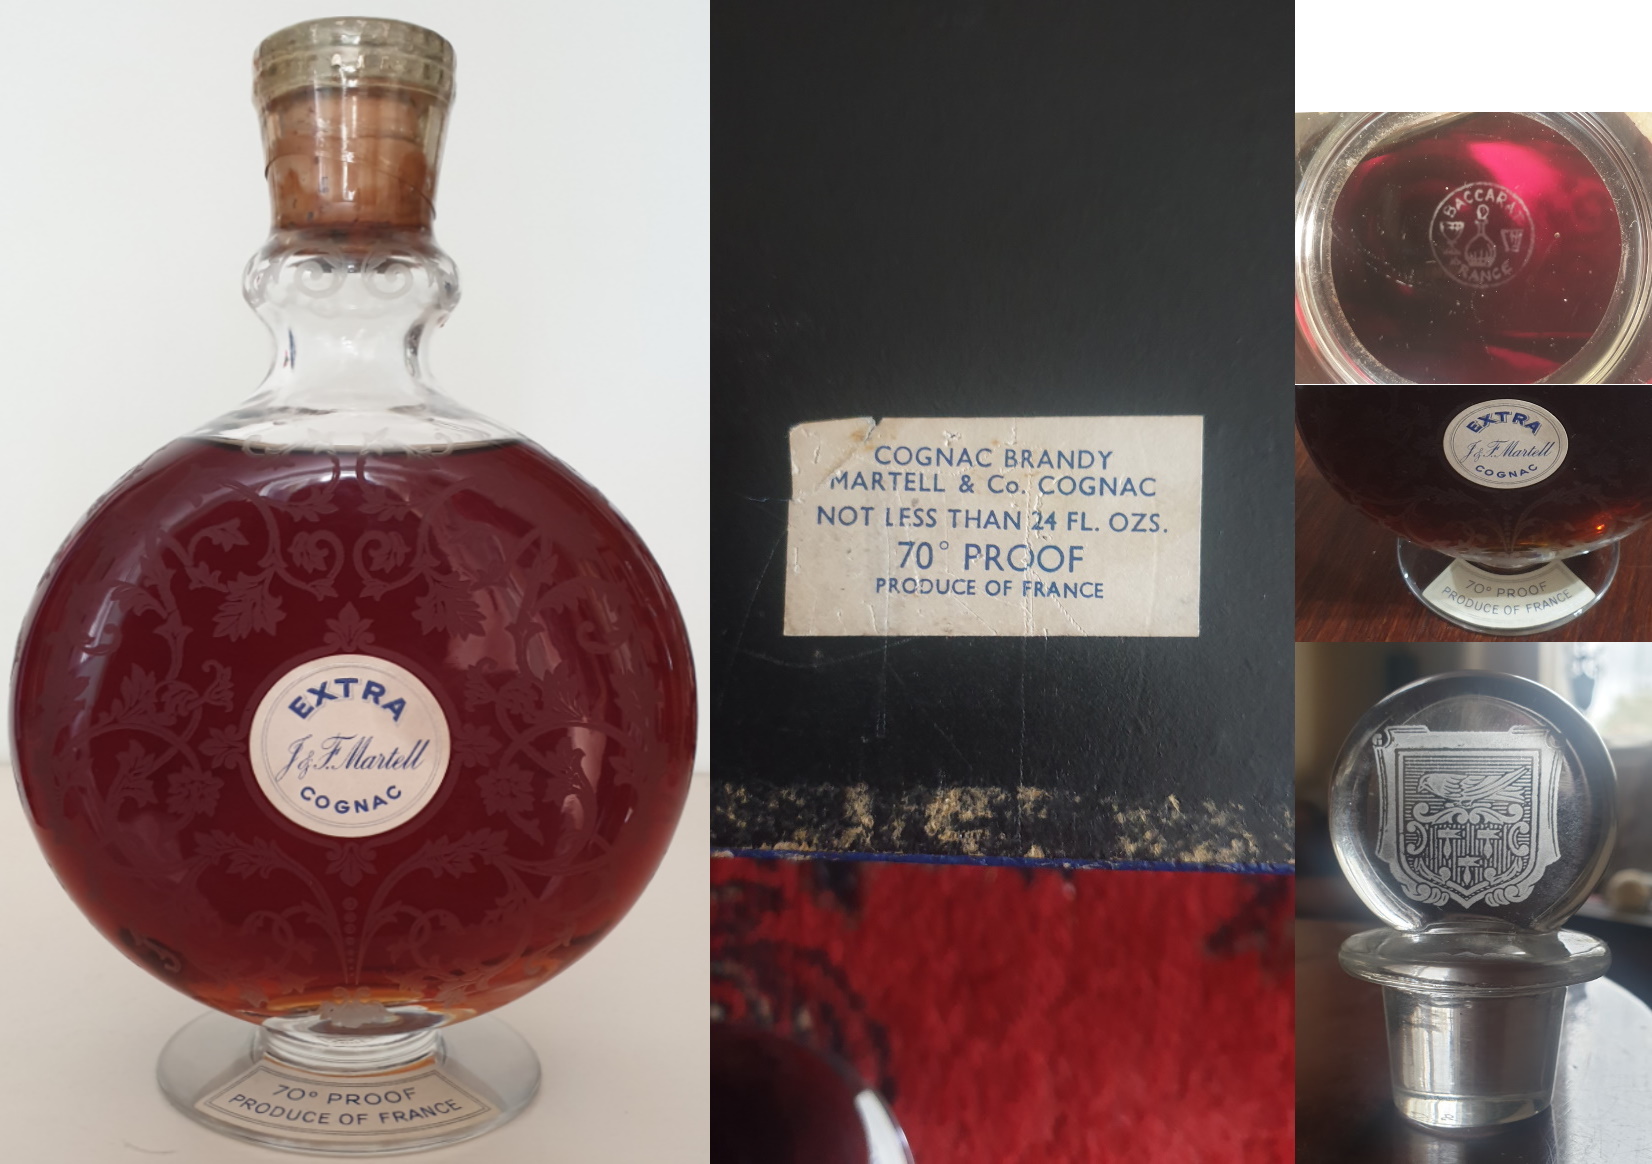 EXTRA
J & F. Martell
COGNAC
70° PROOF
PRODUCE OF FRANCE
COGNAC BRANDY
MARTELL & Co. COGNAC
NOT LESS THAN 24 FL. OZS.
70° PROOF
PRODUCE OF FRANCE
BACCARAT
FRANCE
EXTRA
J & F. Martell
COGNAC
70° PROOF
PRODUCE OF FRANCE